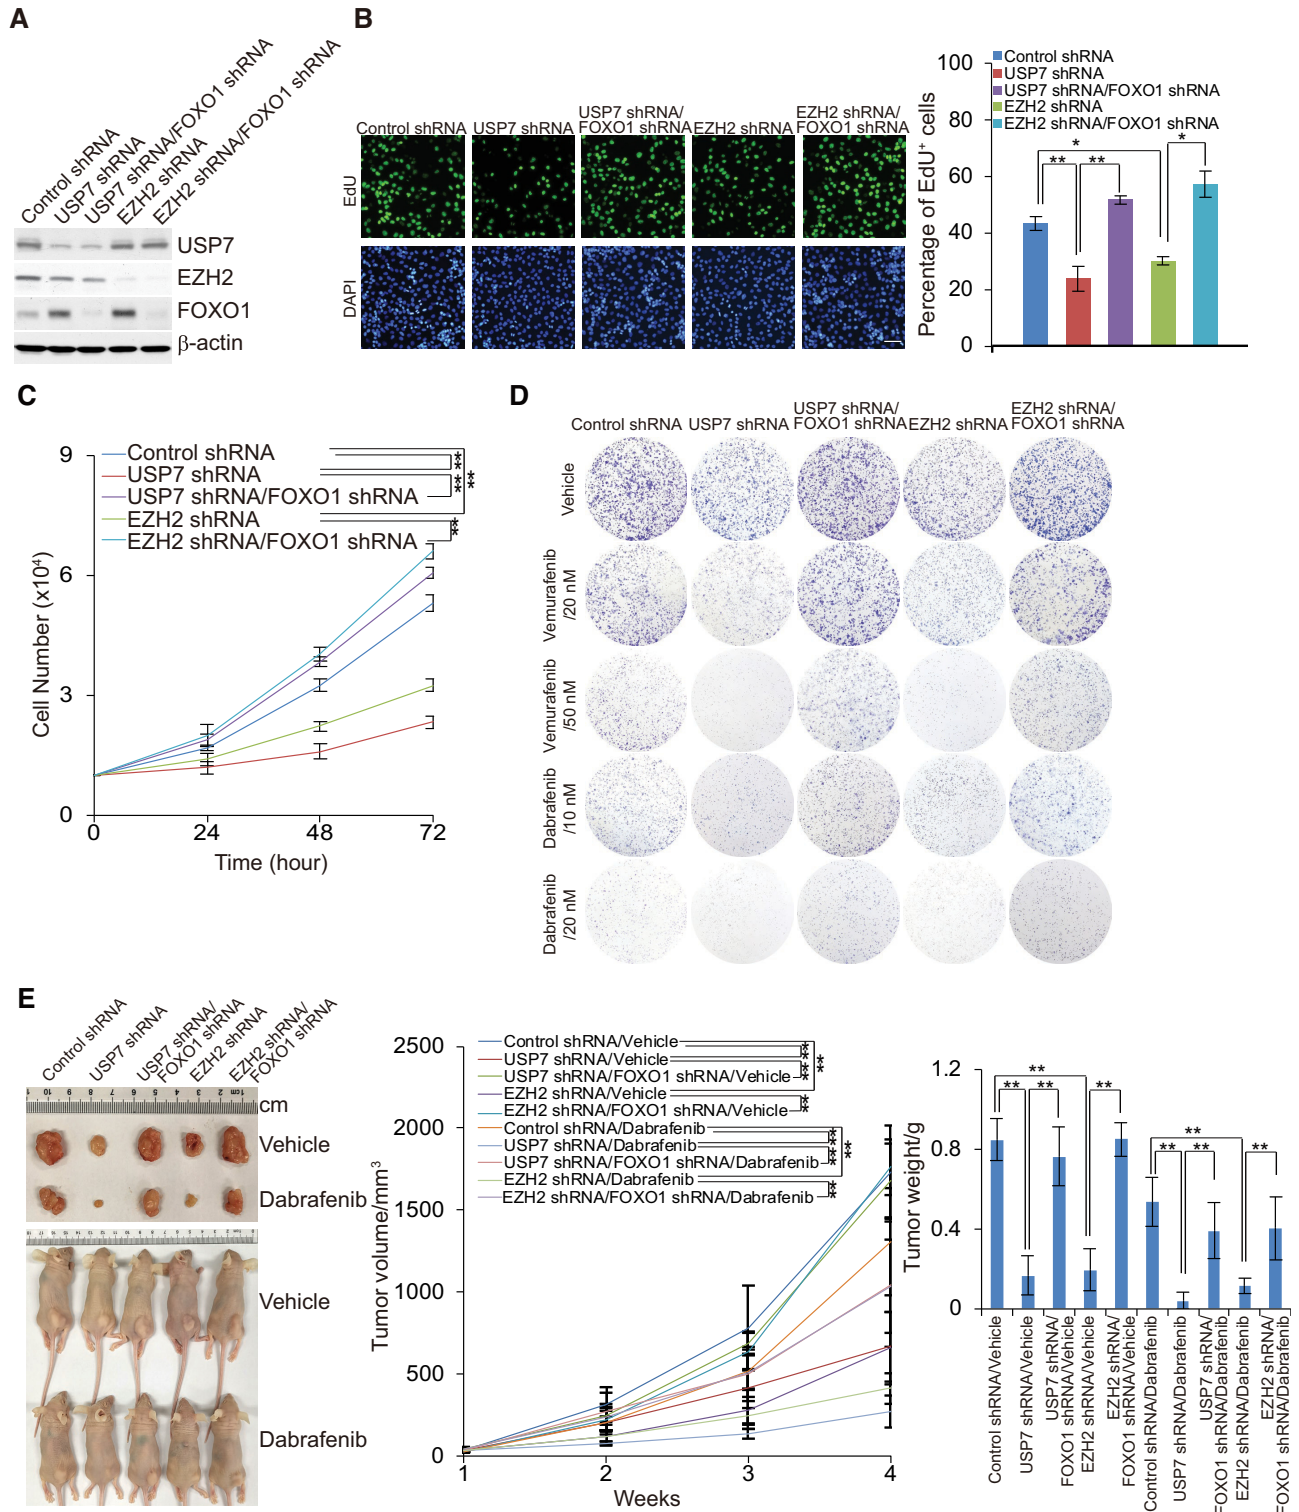 A
Control shRNA
USP7 shRNA
USP7 shRNA/FOXO1 shRNA
EZH2 shRNA
EZH2 shRNA/FOXO1 shRNA
USP7
EZH2
FOXO1
β-actin
B
Control shRNA
USP7 shRNA
USP7 shRNA/
FOXO1 shRNA
EZH2 shRNA
EZH2 shRNA/
FOXO1 shRNA
EdU
DAPI
Percentage of EdU⁺ cells
100
80
60
40
20
0
Control shRNA
USP7 shRNA
USP7 shRNA/FOXO1 shRNA
EZH2 shRNA
EZH2 shRNA/FOXO1 shRNA
*
**
**
*
C
Cell Number (x10⁴)
9
6
3
0
Control shRNA
USP7 shRNA
USP7 shRNA/FOXO1 shRNA
EZH2 shRNA
EZH2 shRNA/FOXO1 shRNA
**
**
**
**
0
24
48
72
Time (hour)
D
Control shRNA
USP7 shRNA
USP7 shRNA/
FOXO1 shRNA
EZH2 shRNA
EZH2 shRNA/
FOXO1 shRNA
Vehicle
Vemurafenib
/20 nM
Vemurafenib
/50 nM
Dabrafenib
/10 nM
Dabrafenib
/20 nM
E
Control shRNA
USP7 shRNA
USP7 shRNA/
FOXO1 shRNA
EZH2 shRNA
EZH2 shRNA/
FOXO1 shRNA
cm
Vehicle
Dabrafenib
Vehicle
Dabrafenib
Tumor volume/mm³
2500
2000
1500
1000
500
0
Control shRNA/Vehicle
USP7 shRNA/Vehicle
USP7 shRNA/FOXO1 shRNA/Vehicle
EZH2 shRNA/Vehicle
EZH2 shRNA/FOXO1 shRNA/Vehicle
Control shRNA/Dabrafenib
USP7 shRNA/Dabrafenib
USP7 shRNA/FOXO1 shRNA/Dabrafenib
EZH2 shRNA/Dabrafenib
EZH2 shRNA/FOXO1 shRNA/Dabrafenib
**
**
**
**
**
**
**
**
1
2
3
4
Weeks
Tumor weight/g
1.2
0.8
0.4
0
**
**
**
**
**
**
**
**
Control shRNA/Vehicle
USP7 shRNA/Vehicle
USP7 shRNA/
FOXO1 shRNA/Vehicle
EZH2 shRNA/Vehicle
EZH2 shRNA/
FOXO1 shRNA/Vehicle
Control shRNA/Dabrafenib
USP7 shRNA/Dabrafenib
USP7 shRNA/
FOXO1 shRNA/Dabrafenib
EZH2 shRNA/Dabrafenib
EZH2 shRNA/
FOXO1 shRNA/Dabrafenib